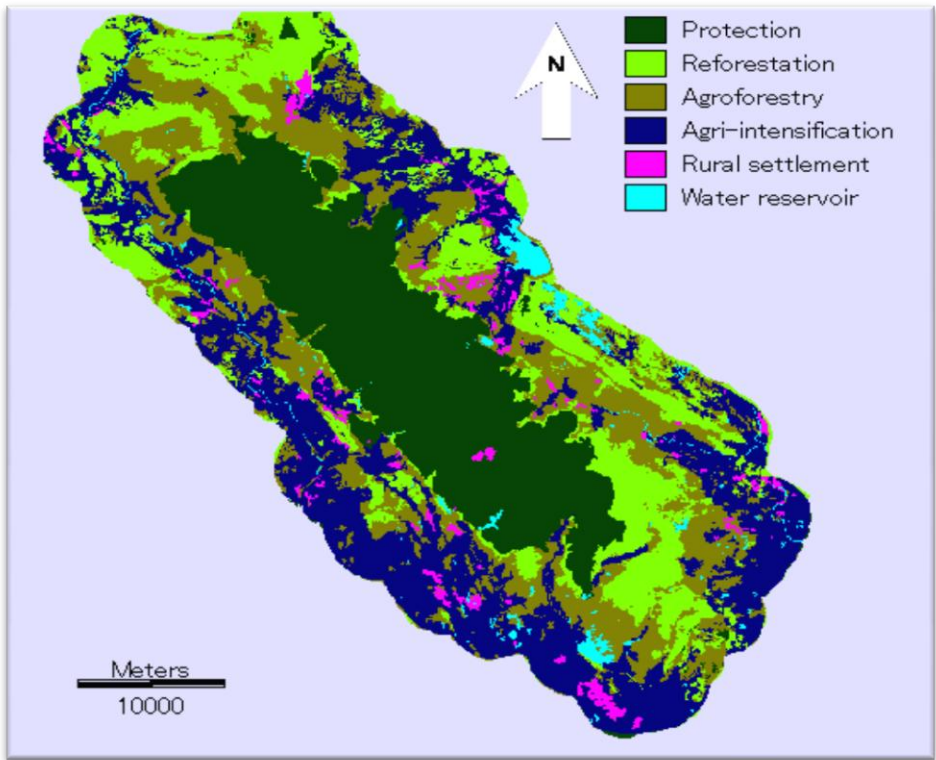 Protection
Reforestation
Agroforestry
Agri-intensification
Rural settlement
Water reservoir
N
Meters
10000